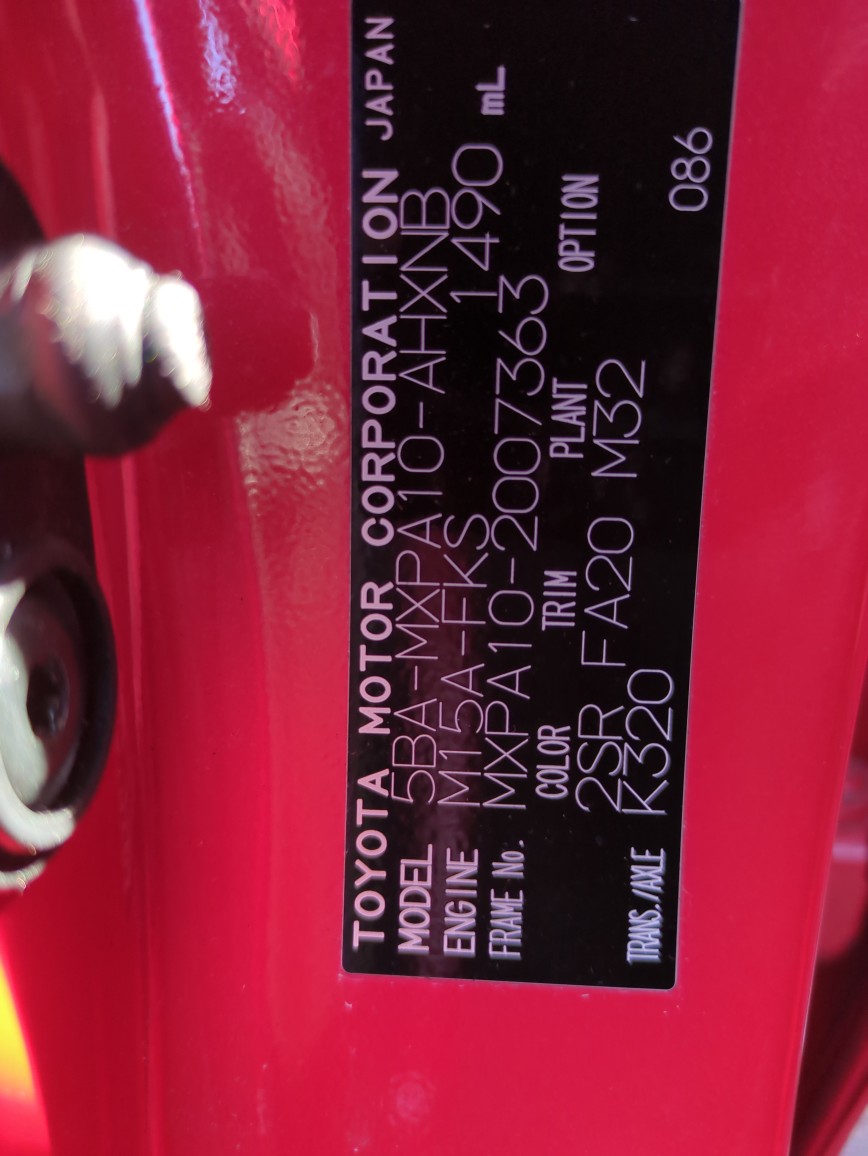 TOYOTA MOTOR CORPORATION JAPAN
MODEL 5BA-MXPA10-AHXNB
ENGINE M15A-FKS 1490 mL
FRAME No. MXPA10-2007363
COLOR TRIM PLANT OPTION
2SR FA20 M32
TRANS./AXLE K320
086